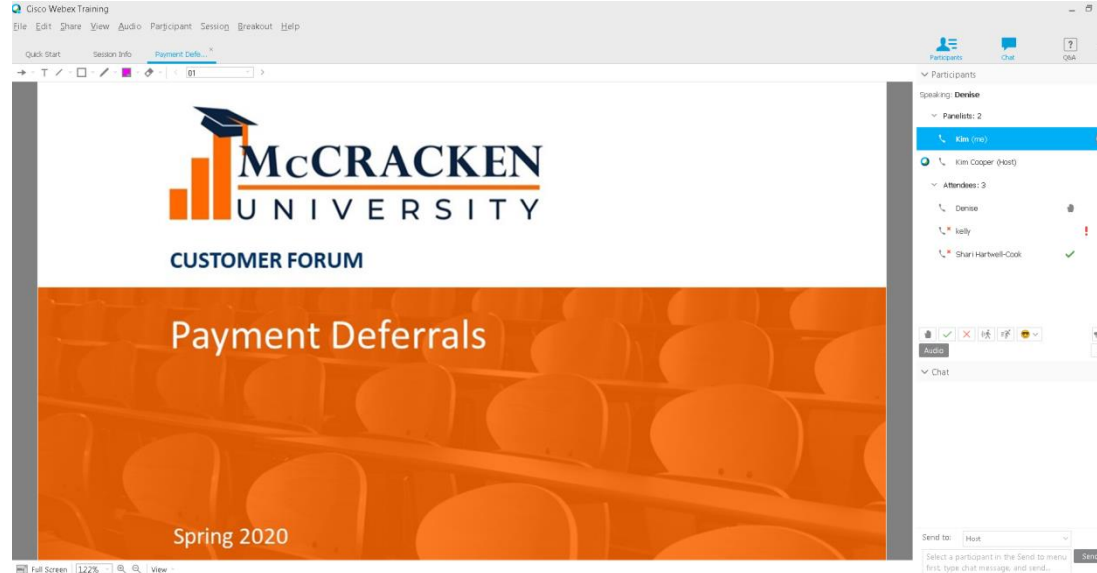 Cisco Webex Training
File Edit Share View Audio Participant Session Breakout Help
Quick Start Session Info Payment Defe...
Participants Chat Q&A
T 01
Participants
Speaking: Denise
Panelists: 2
Kim (me)
Kim Cooper (Host)
Attendees: 3
Denise
kelly
Shari Hartwell-Cook
Audio
Chat
McCRACKEN
UNIVERSITY
CUSTOMER FORUM
Payment Deferrals
Spring 2020
Send to: Host
Select a participant in the Send to menu
first, type chat message, and send...
Send
Full Screen 122% View